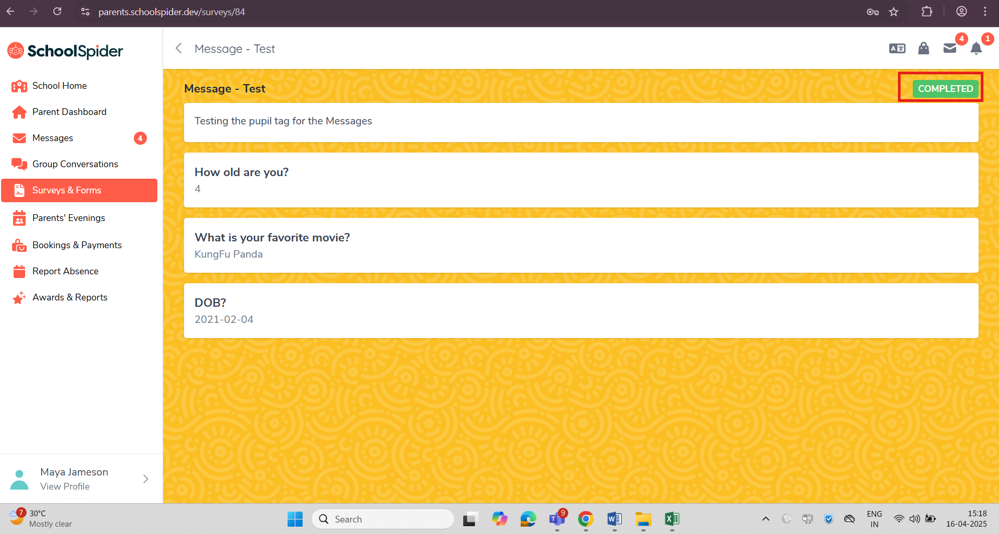 parents.schoolspider.dev/surveys/84
SchoolSpider
Message - Test
4
1
School Home
Parent Dashboard
Messages
4
Group Conversations
Surveys & Forms
Parents' Evenings
Bookings & Payments
Report Absence
Awards & Reports
Message - Test
COMPLETED
Testing the pupil tag for the Messages
How old are you?
4
What is your favorite movie?
KungFu Panda
DOB?
2021-02-04
Maya Jameson
View Profile
7
30°C
Mostly clear
Search
9
ENG
IN
15:18
16-04-2025